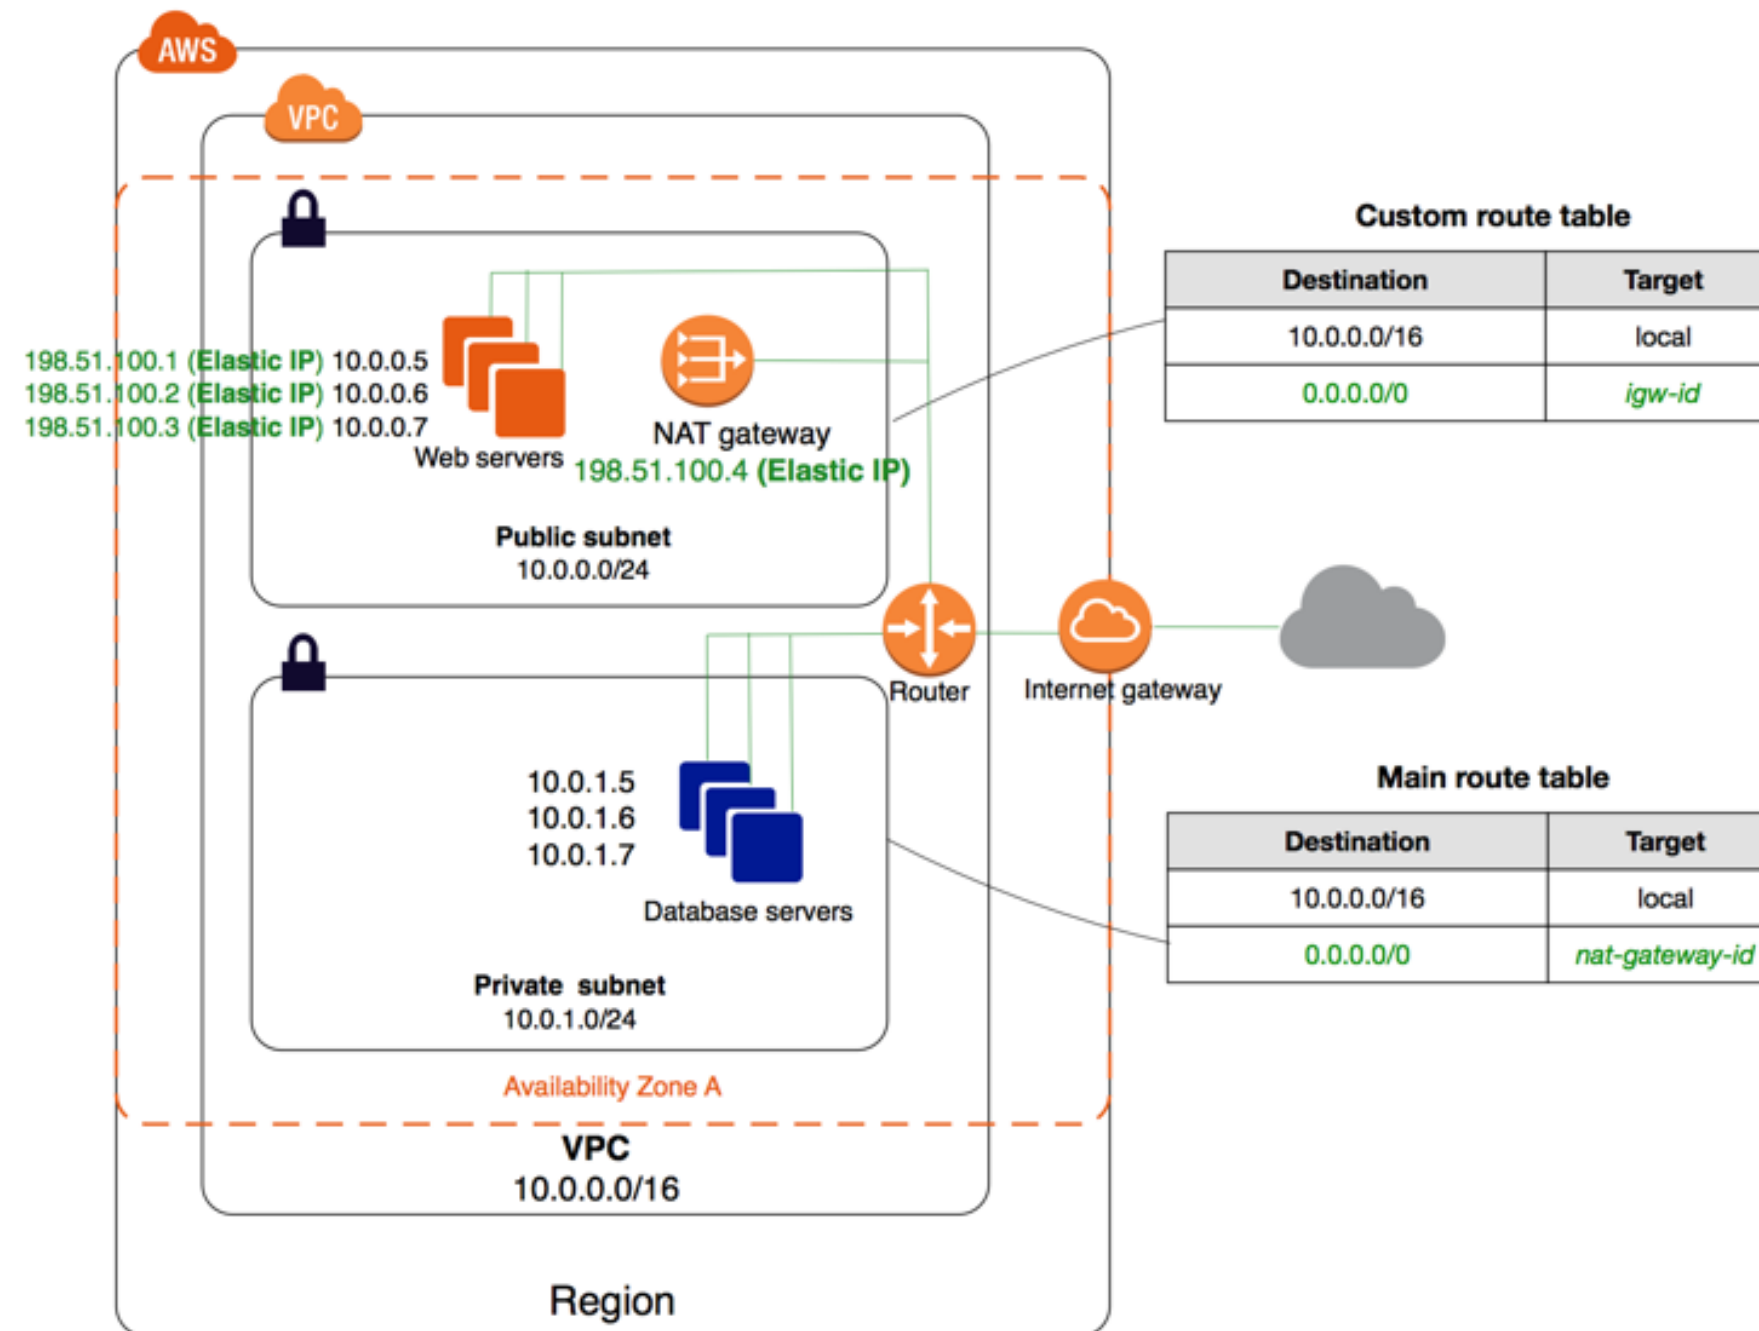 AWS
VPC
198.51.100.1 (Elastic IP) 10.0.0.5
198.51.100.2 (Elastic IP) 10.0.0.6
198.51.100.3 (Elastic IP) 10.0.0.7
Web servers
NAT gateway
198.51.100.4 (Elastic IP)
Public subnet
10.0.0.0/24
Custom route table
Destination Target
10.0.0.0/16 local
0.0.0.0/0 igw-id
Router
Internet gateway
10.0.1.5
10.0.1.6
10.0.1.7
Database servers
Private subnet
10.0.1.0/24
Main route table
Destination Target
10.0.0.0/16 local
0.0.0.0/0 nat-gateway-id
Availability Zone A
VPC
10.0.0.0/16
Region